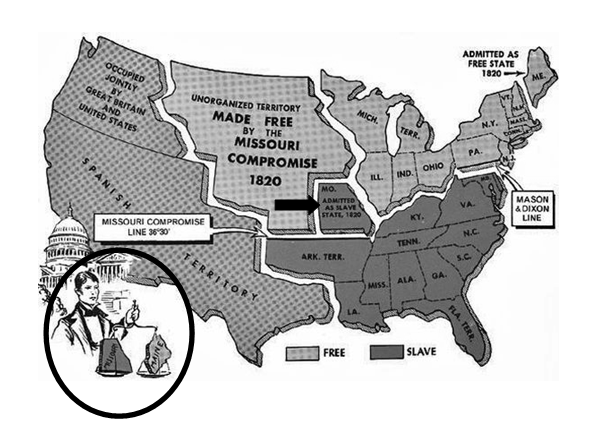 ADMITTED AS
FREE STATE
1820
ME.
OCCUPIED
JOINTLY
BY
GREAT BRITAIN
AND
UNITED STATES
UNORGANIZED TERRITORY
MADE FREE
BY THE
MISSOURI
COMPROMISE
1820
MICH.
TERR.
VT.
N.H.
MASS.
CONN.
N.Y.
PA.
N.J.
ILL.
IND.
OHIO
SPANISH
TERRITORY
MO.
ADMITTED
AS SLAVE
STATE, 1820
MASON
& DIXON
LINE
MISSOURI COMPROMISE
LINE 36°30'
KY.
VA.
TENN.
N.C.
ARK. TERR.
S.C.
MISS.
ALA.
GA.
LA.
FLA. TERR.
MISSOURI
MAINE
FREE
SLAVE